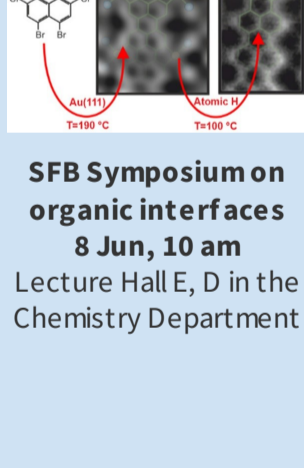 Br Br
Au(111) Atomic H
T=190 °C T=100 °C
SFB Symposium on
organic interfaces
8 Jun, 10 am
Lecture Hall E, D in the
Chemistry Department